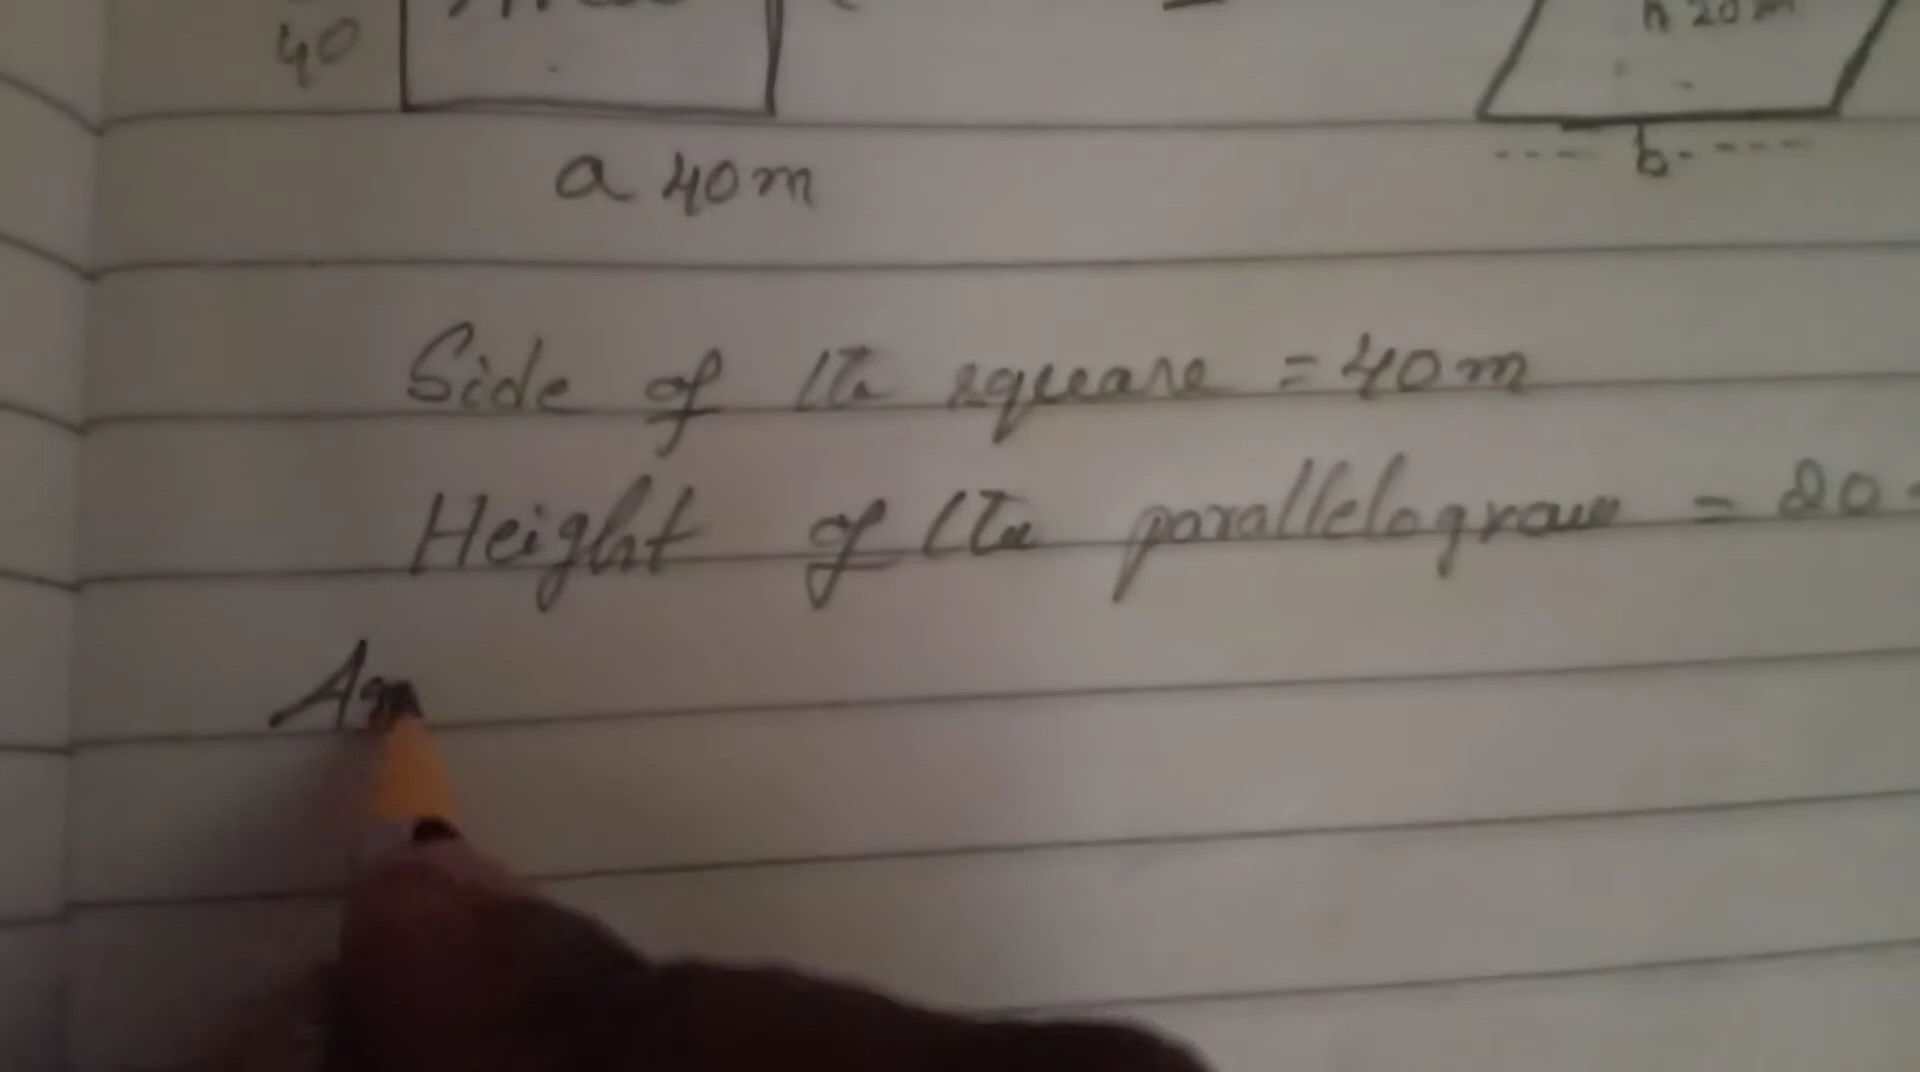 40
h 20m
b
a 40m
Side of the square = 40m
Height of the parallelogram = 20